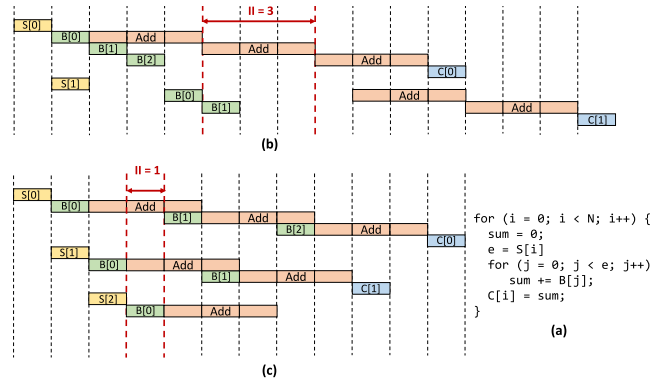 II = 3
S[0]
B[0] Add
B[1] Add
B[2] Add
C[0]
S[1]
B[0] Add
B[1] Add
C[1]
(b)
II = 1
S[0]
B[0] Add
B[1] Add
B[2] Add
C[0]
S[1]
B[0] Add
B[1] Add
S[2] C[1]
B[0] Add
(c)
for (i = 0; i < N; i++) {
sum = 0;
e = S[i]
for (j = 0; j < e; j++)
sum += B[j];
C[i] = sum;
}
(a)